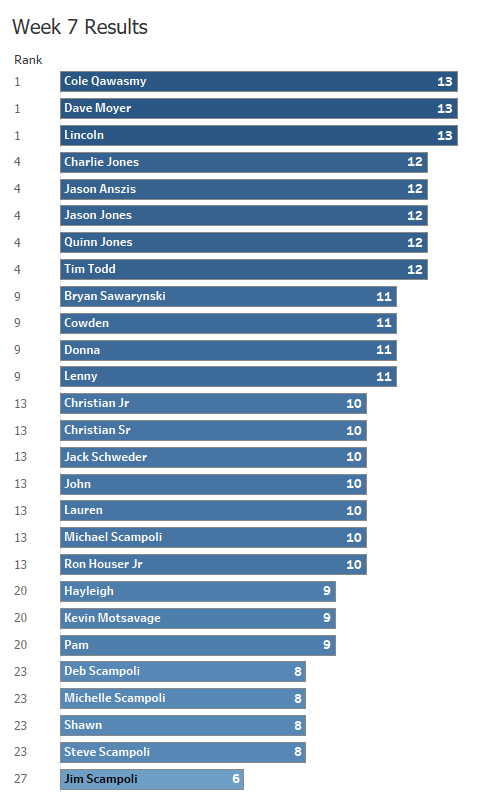 Week 7 Results
Rank
1 Cole Qawasmy 13
1 Dave Moyer 13
1 Lincoln 13
4 Charlie Jones 12
4 Jason Anszis 12
4 Jason Jones 12
4 Quinn Jones 12
4 Tim Todd 12
9 Bryan Sawarynski 11
9 Cowden 11
9 Donna 11
9 Lenny 11
13 Christian Jr 10
13 Christian Sr 10
13 Jack Schweder 10
13 John 10
13 Lauren 10
13 Michael Scampoli 10
13 Ron Houser Jr 10
20 Hayleigh 9
20 Kevin Motsavage 9
20 Pam 9
23 Deb Scampoli 8
23 Michelle Scampoli 8
23 Shawn 8
23 Steve Scampoli 8
27 Jim Scampoli 6